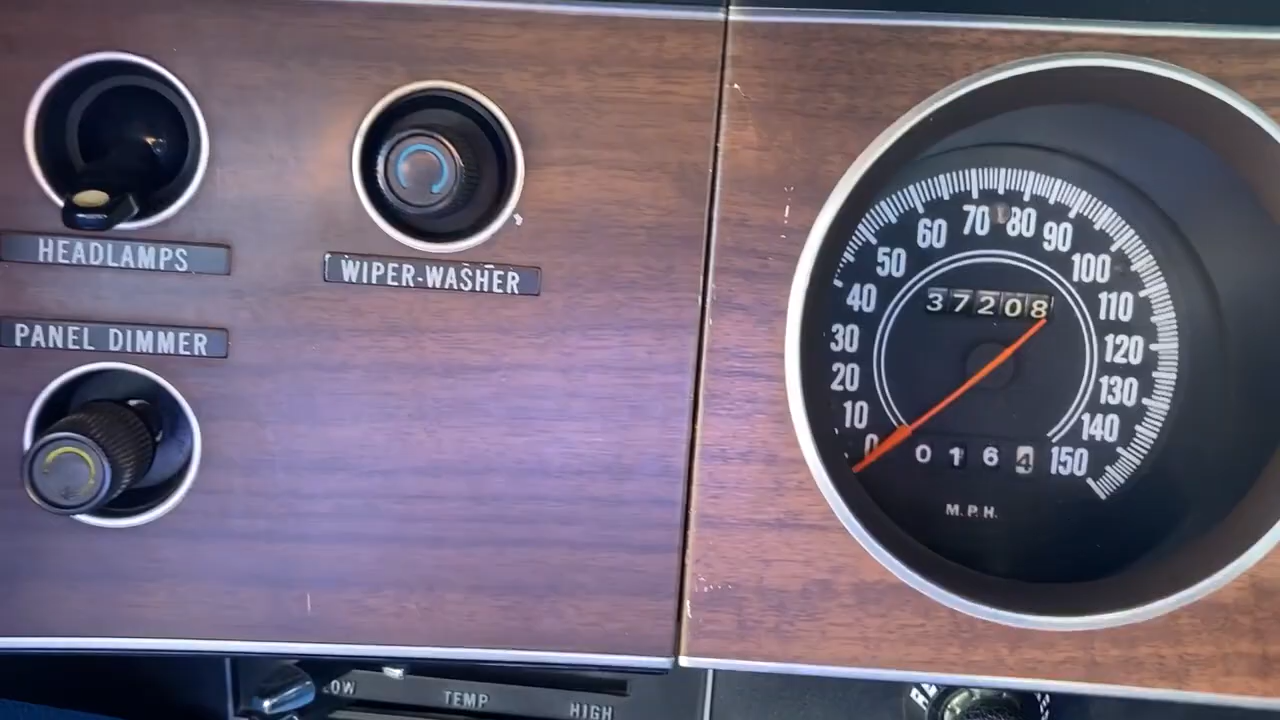 HEADLAMPS
WIPER-WASHER
PANEL DIMMER
0 10 20 30 40 50 60 70 80 90 100 110 120 130 140 150
37208
0164
M.P.H.
LOW TEMP HIGH